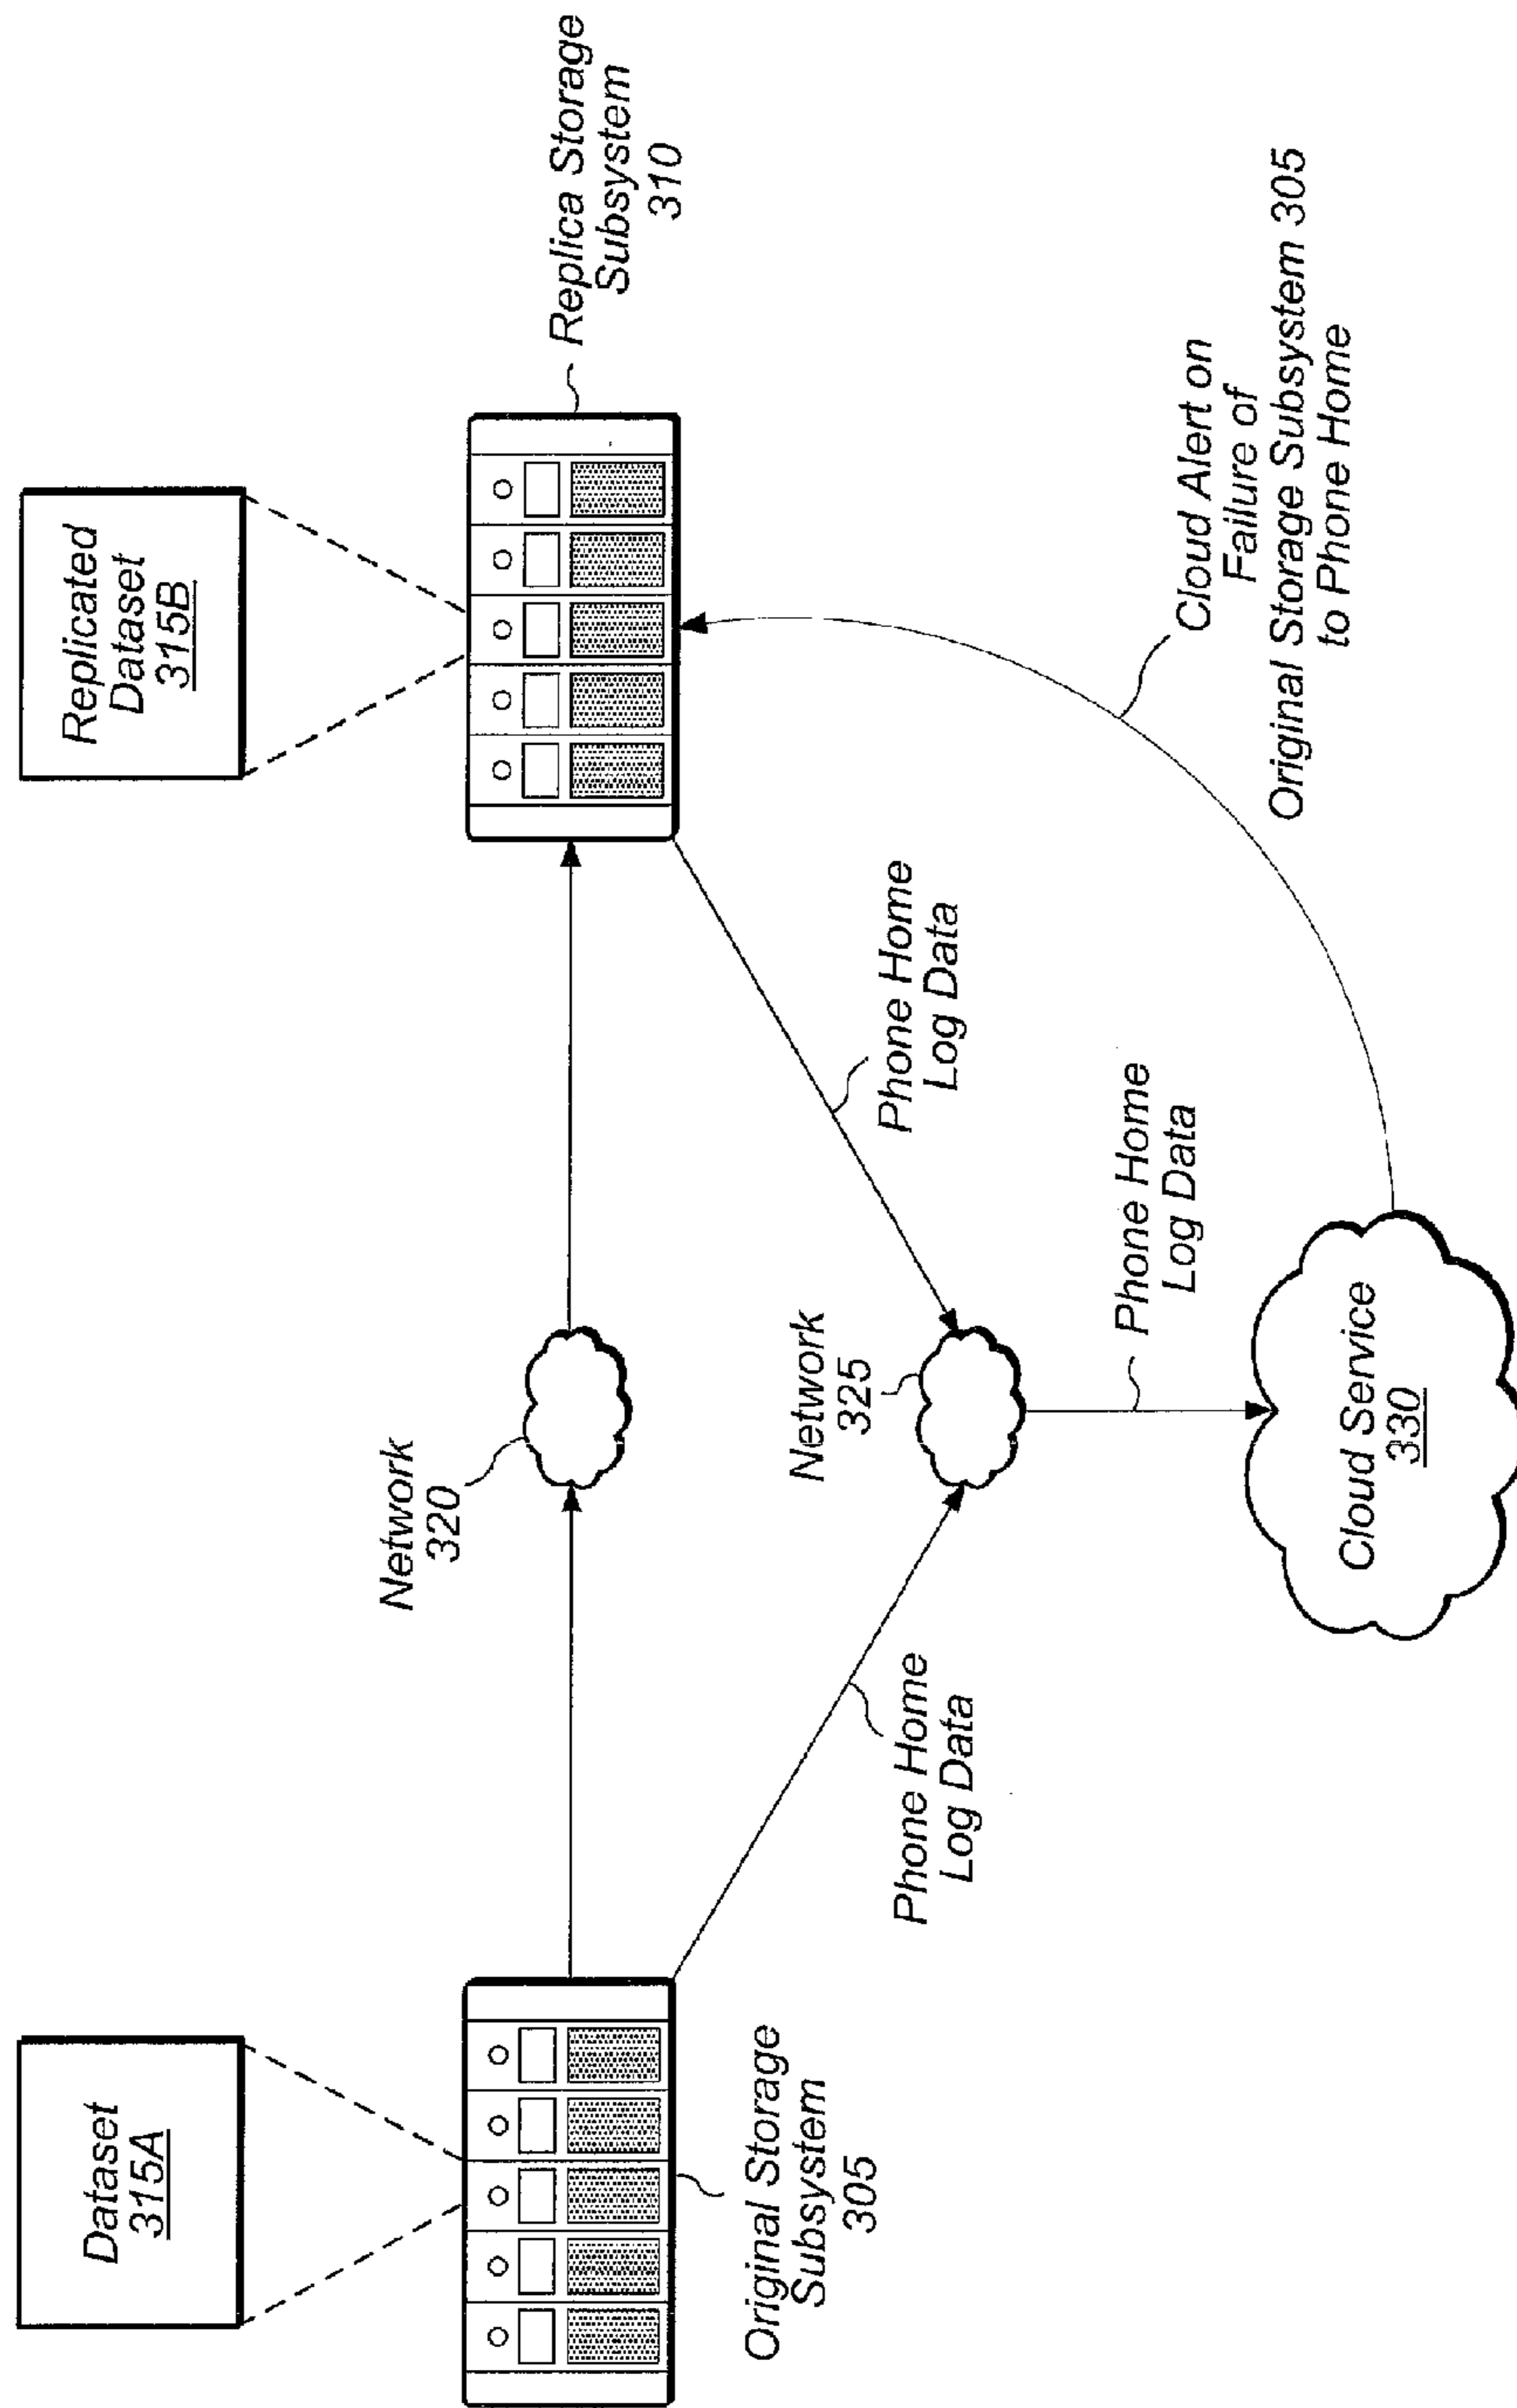 Dataset
315A
Replicated
Dataset
315B
Original Storage
Subsystem
305
Network
320
Replica Storage
Subsystem
310
Phone Home
Log Data
Network
325
Phone Home
Log Data
Phone Home
Log Data
Cloud Service
330
Cloud Alert on
Failure of
Original Storage Subsystem 305
to Phone Home